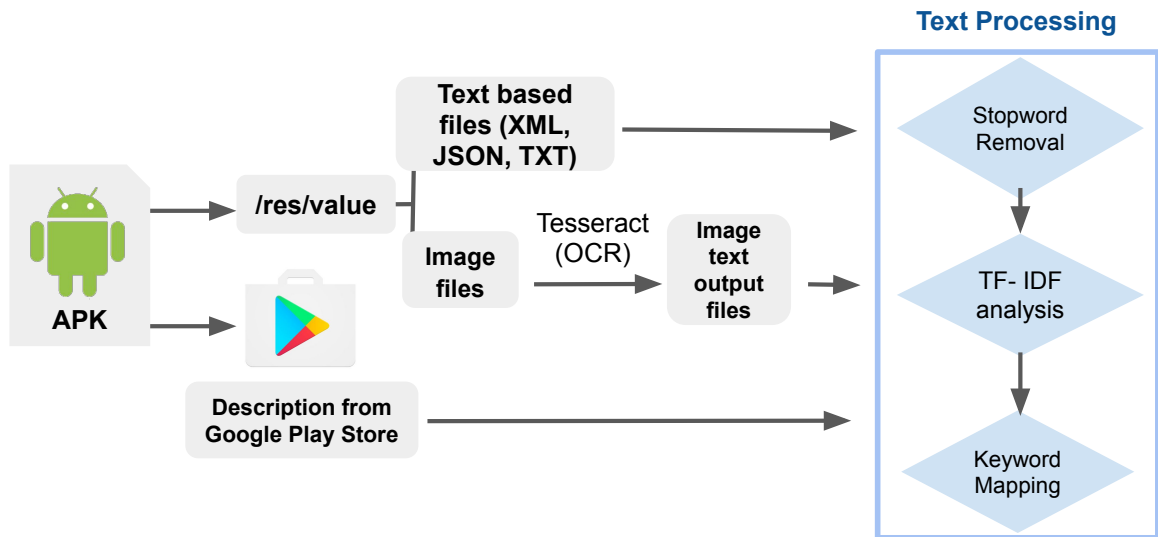 Text Processing
Text based
files (XML,
JSON, TXT)
Stopword
Removal
/res/value
APK
Image
files
Tesseract
(OCR)
Image
text
output
files
TF- IDF
analysis
Description from
Google Play Store
Keyword
Mapping